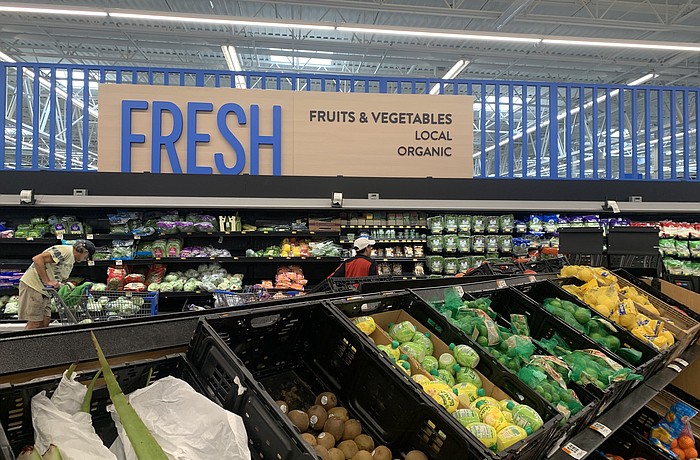 FRESH
FRUITS & VEGETABLES
LOCAL
ORGANIC